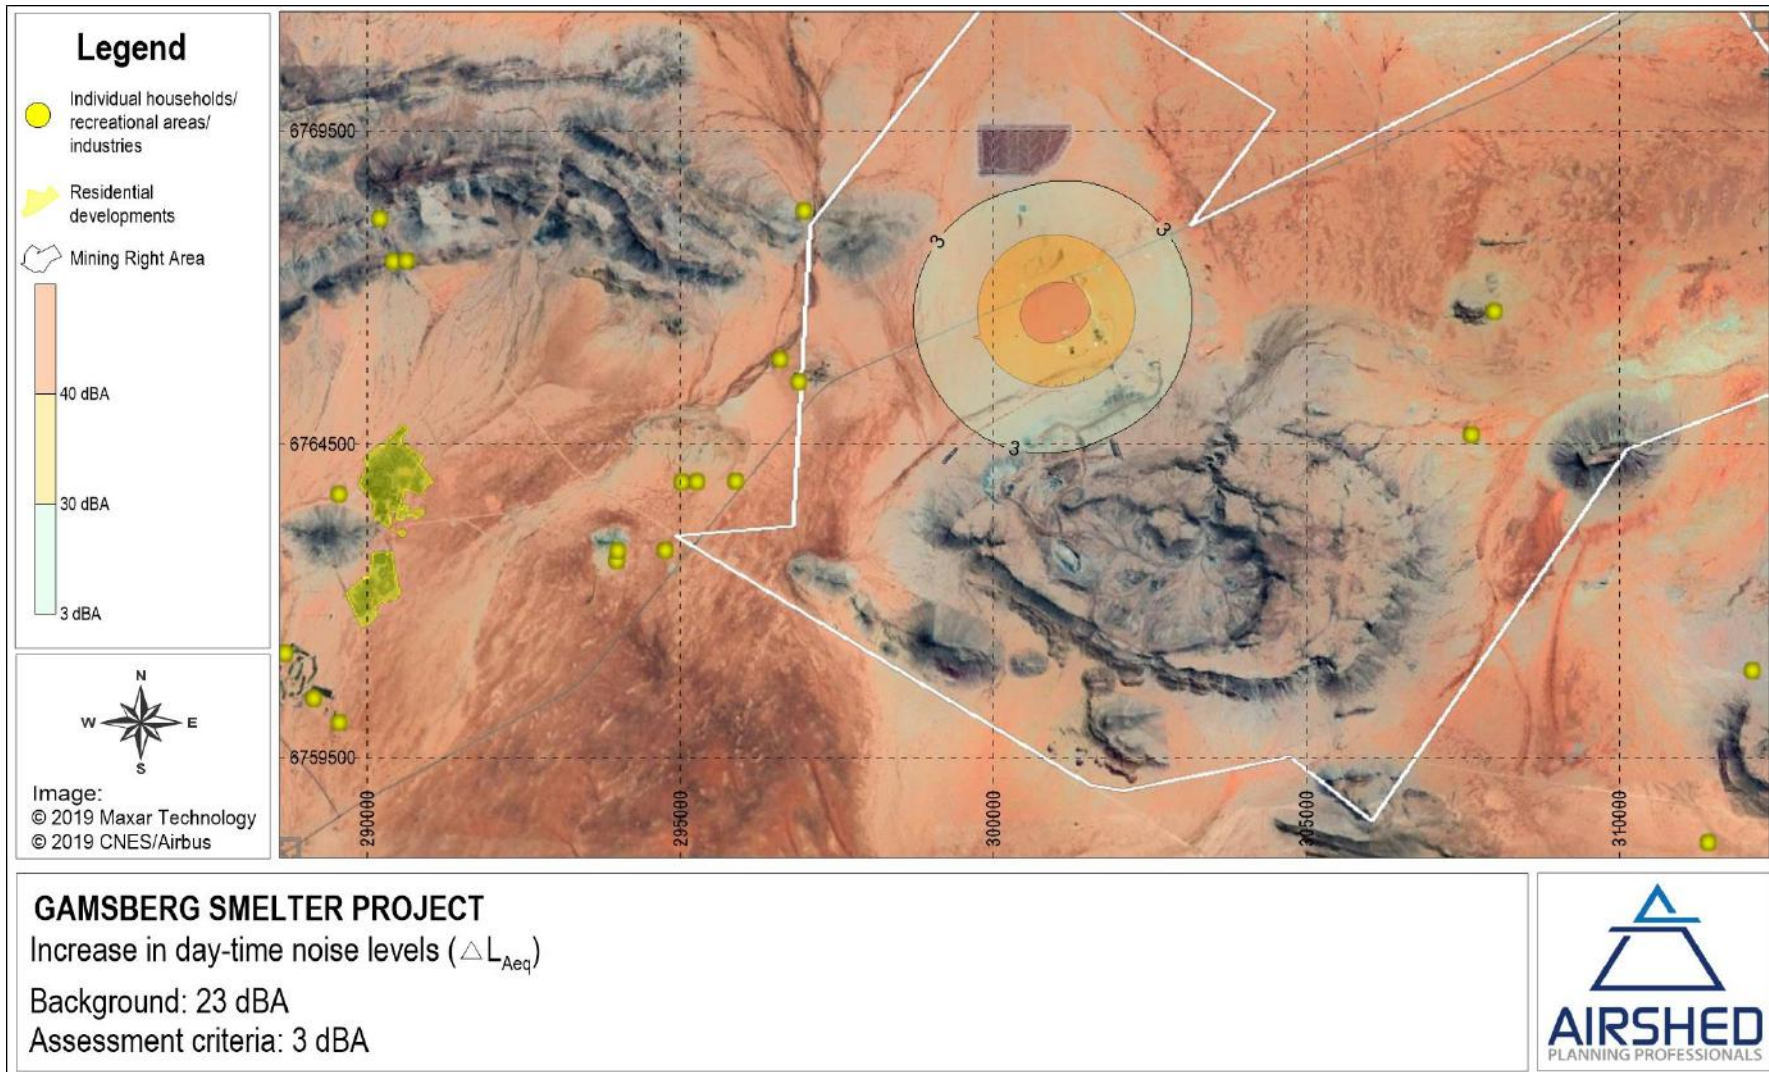 Legend
Individual households/
recreational areas/
industries
Residential
developments
Mining Right Area
40 dBA
30 dBA
3 dBA
N
W
E
S
Image:
© 2019 Maxar Technology
© 2019 CNES/Airbus
6769500
6764500
6759500
290000
295000
300000
305000
310000
3
3
3
GAMSBERG SMELTER PROJECT
Increase in day-time noise levels (△LAeq)
Background: 23 dBA
Assessment criteria: 3 dBA
AIRSHED
PLANNING PROFESSIONALS